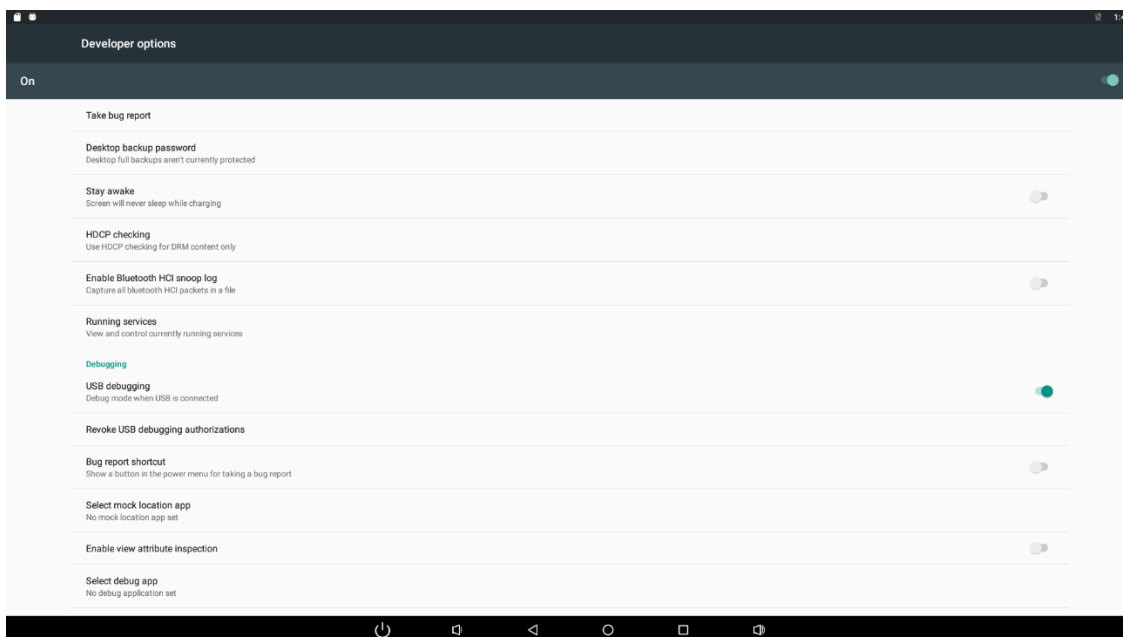 Developer options
On
Take bug report
Desktop backup password
Desktop full backups aren't currently protected
Stay awake
Screen will never sleep while charging
HDCP checking
Use HDCP checking for DRM content only
Enable Bluetooth HCI snoop log
Capture all bluetooth HCI packets in a file
Running services
View and control currently running services
Debugging
USB debugging
Debug mode when USB is connected
Revoke USB debugging authorizations
Bug report shortcut
Show a button in the power menu for taking a bug report
Select mock location app
No mock location app set
Enable view attribute inspection
Select debug app
No debug application set